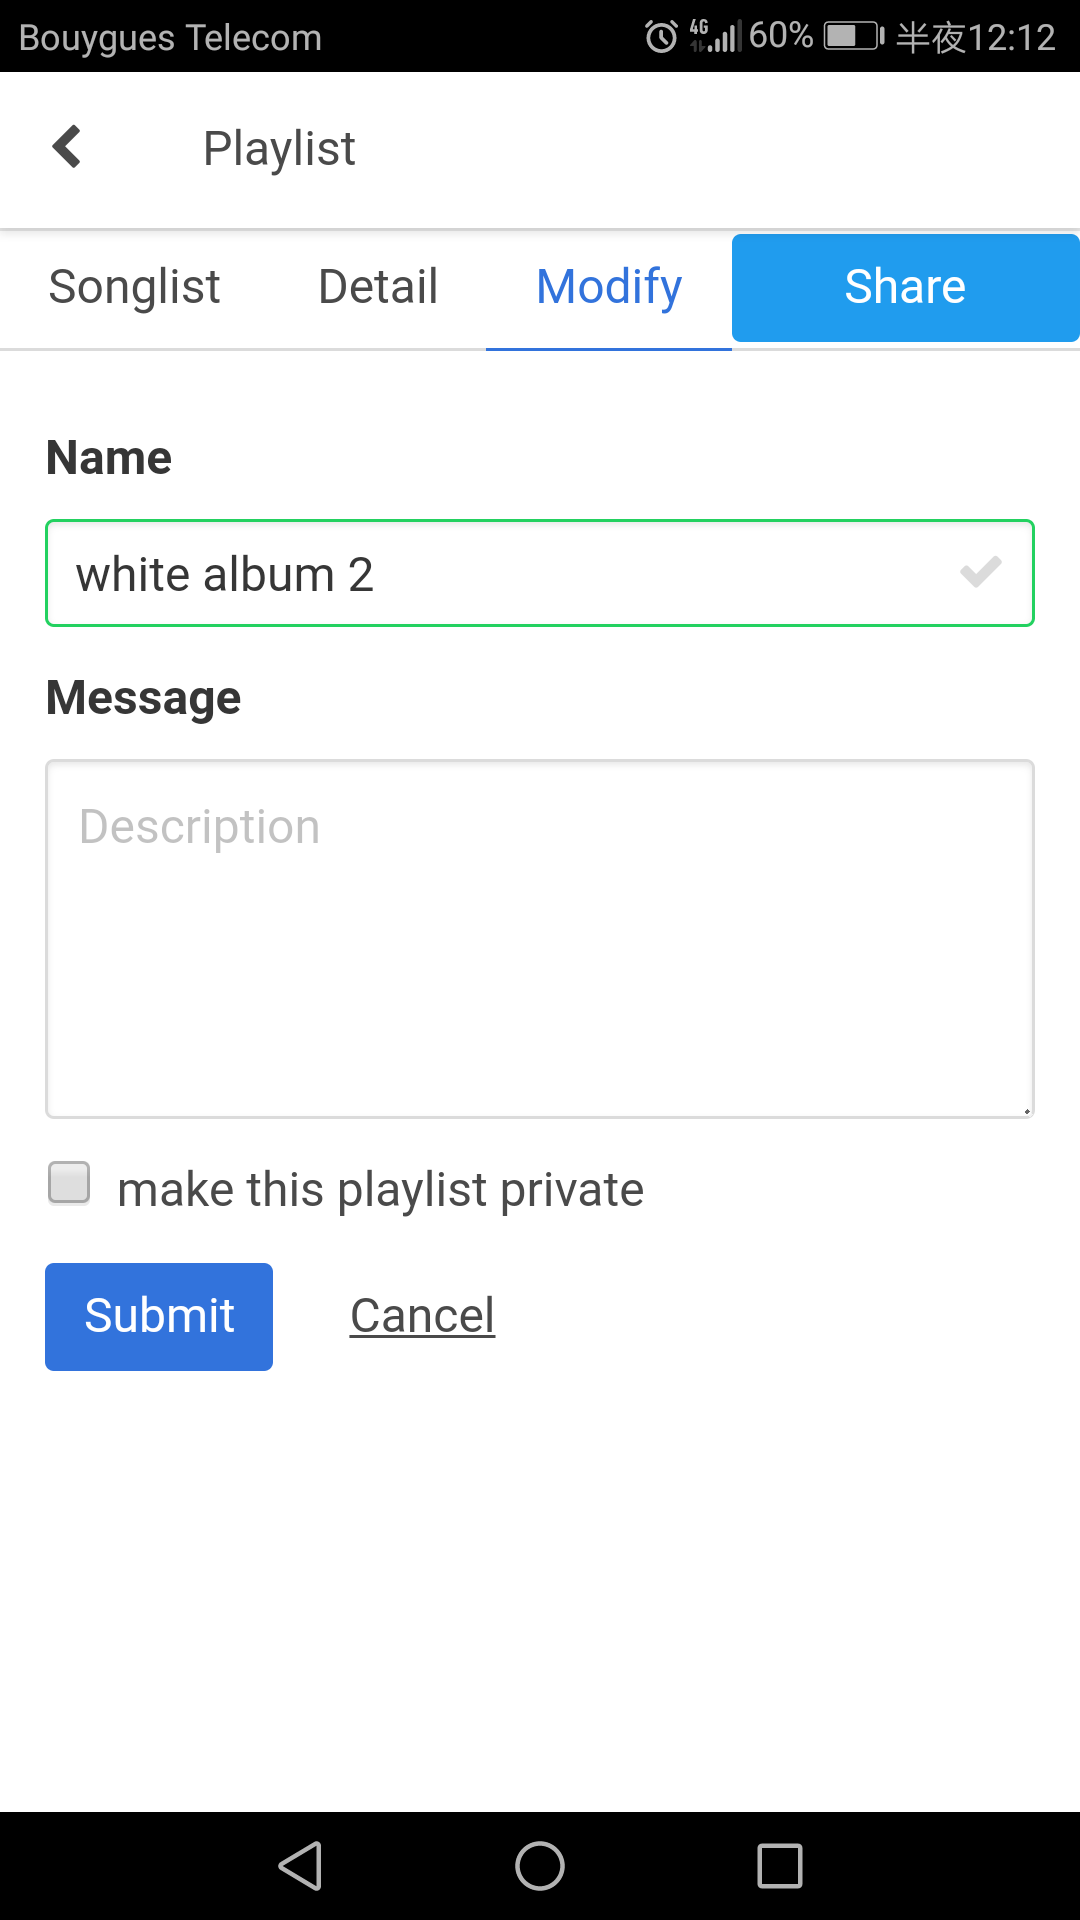 Bouygues Telecom 4G 60% 半夜12:12
Playlist
Songlist Detail Modify Share
Name
white album 2
Message
Description
make this playlist private
Submit Cancel